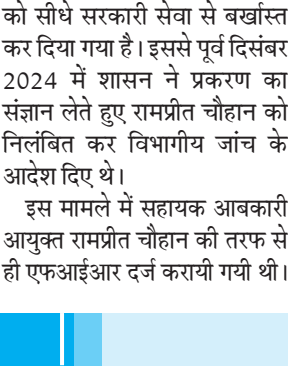 को सीधे सरकारी सेवा से बर्खास्त
कर दिया गया है। इससे पूर्व दिसंबर
2024 में शासन ने प्रकरण का
संज्ञान लेते हुए रामप्रीत चौहान को
निलंबित कर विभागीय जांच के
आदेश दिए थे।
इस मामले में सहायक आबकारी
आयुक्त रामप्रीत चौहान की तरफ से
ही एफआईआर दर्ज करायी गयी थी।